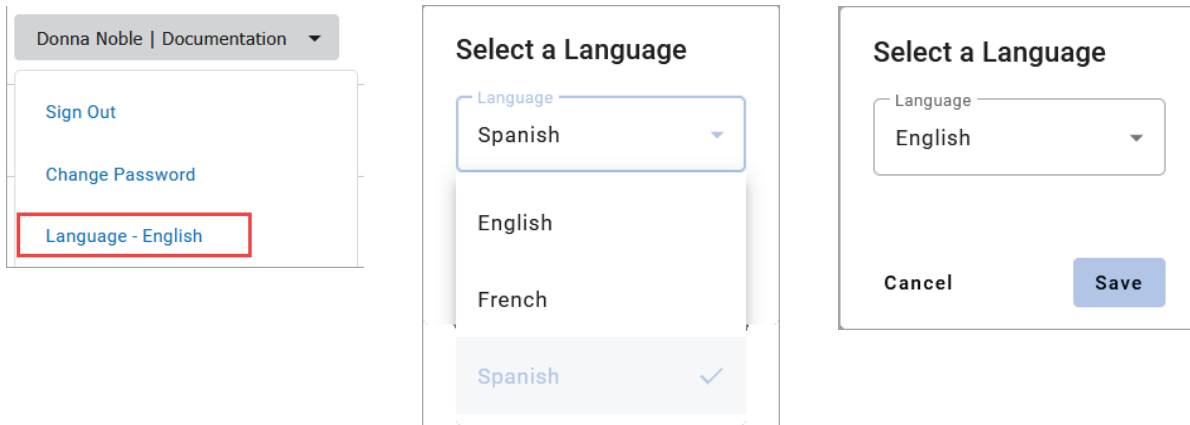 Donna Noble | Documentation
Sign Out
Change Password
Language - English
Select a Language
Language
Spanish
English
French
Spanish
Select a Language
Language
English
Cancel
Save